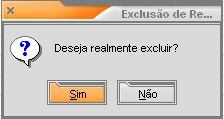 Exclusão de Re...
Deseja realmente excluir?
Sim
Não